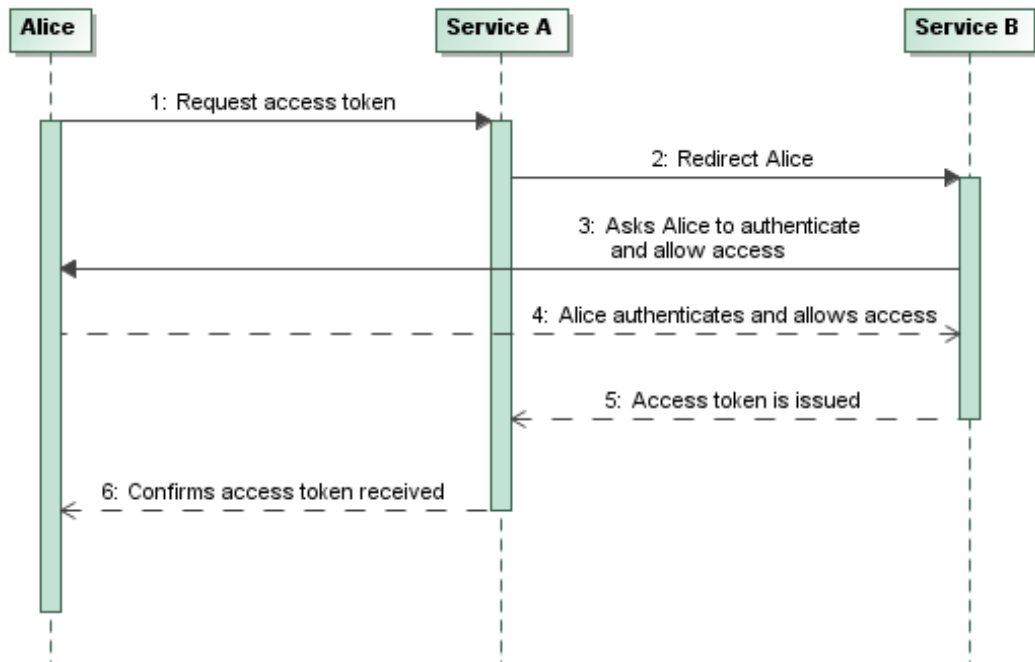 Alice
Service A
Service B
1: Request access token
2: Redirect Alice
3: Asks Alice to authenticate
and allow access
4: Alice authenticates and allows access
5: Access token is issued
6: Confirms access token received